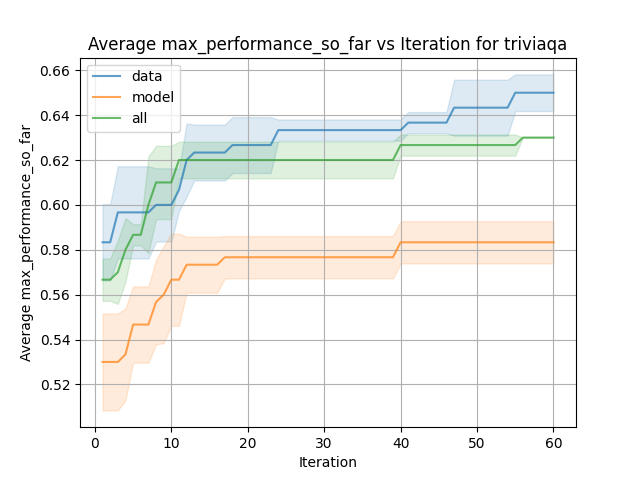 Average max_performance_so_far vs Iteration for triviaqa
data
model
all
Average max_performance_so_far
0.66
0.64
0.62
0.60
0.58
0.56
0.54
0.52
0 10 20 30 40 50 60
Iteration